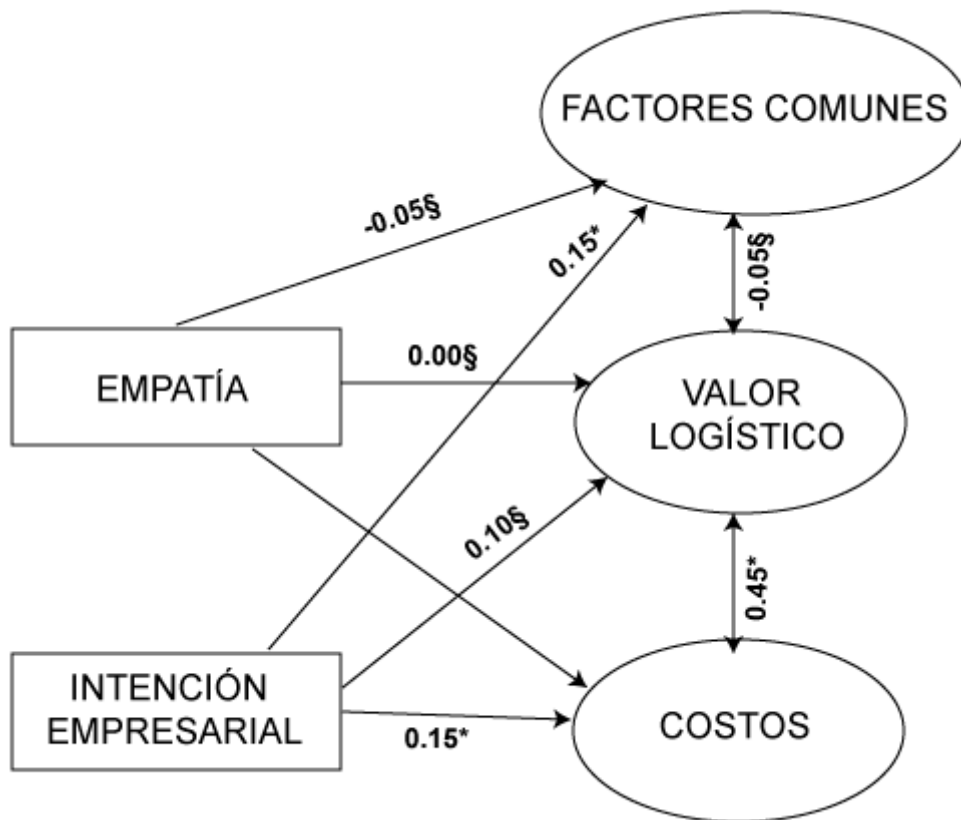 FACTORES COMUNES
-0.05§
0.15*
-0.05§
EMPATÍA
0.00§
VALOR
LOGÍSTICO
0.10§
0.45*
INTENCIÓN
EMPRESARIAL
0.15*
COSTOS